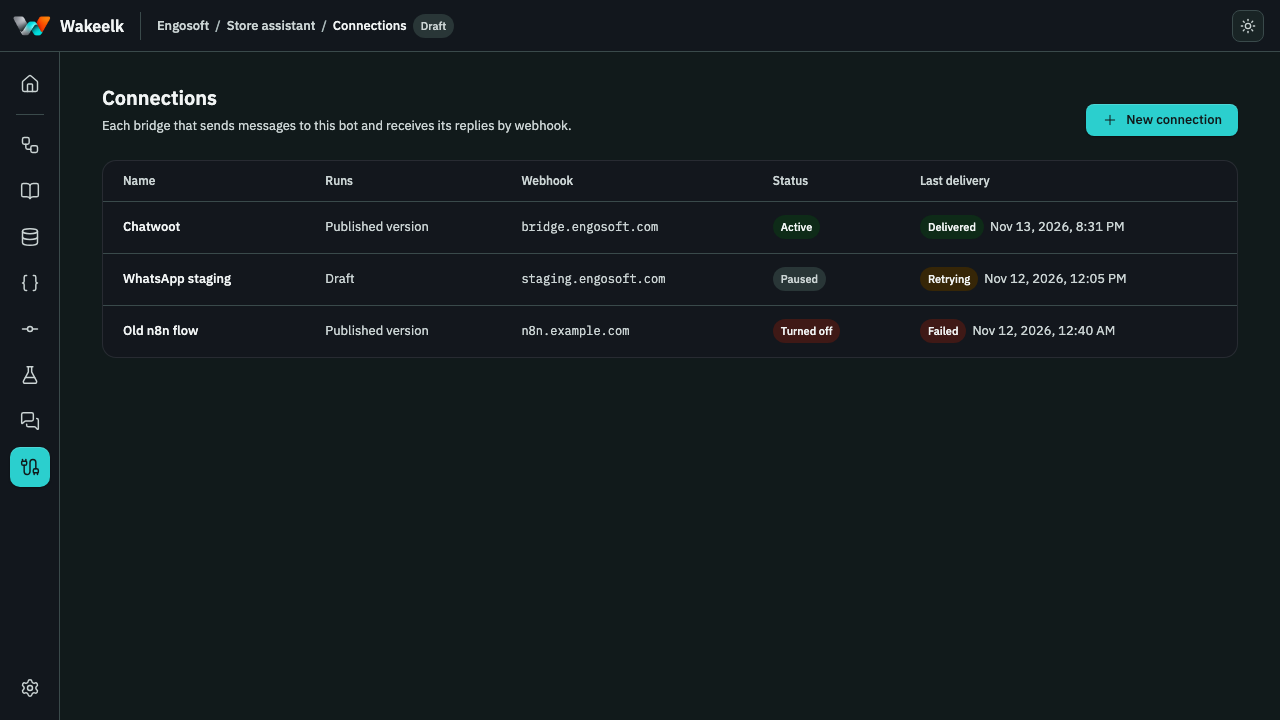 Wakeelk
Engosoft / Store assistant / Connections Draft
Connections
Each bridge that sends messages to this bot and receives its replies by webhook.
New connection
Name Runs Webhook Status Last delivery
Chatwoot Published version bridge.engosoft.com Active Delivered Nov 13, 2026, 8:31 PM
WhatsApp staging Draft staging.engosoft.com Paused Retrying Nov 12, 2026, 12:05 PM
Old n8n flow Published version n8n.example.com Turned off Failed Nov 12, 2026, 12:40 AM